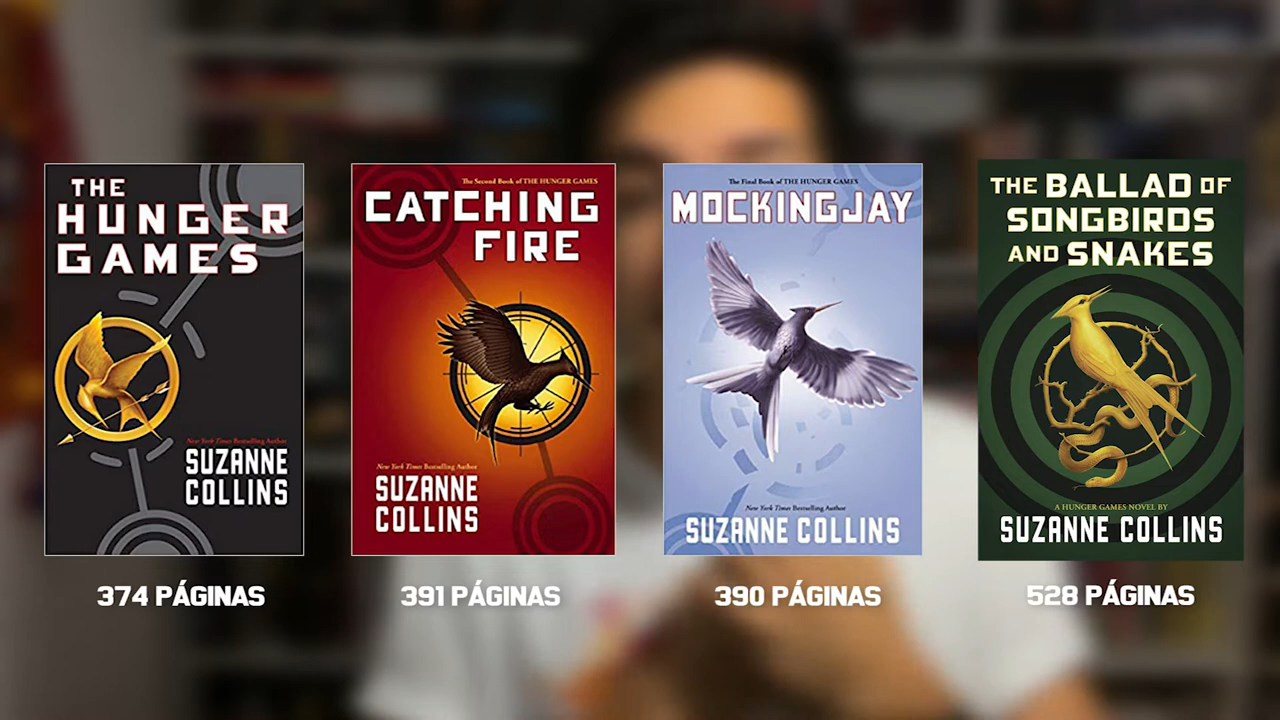 THE
HUNGER
GAMES
New York Times Bestselling Author
SUZANNE
COLLINS
374 PÁGINAS
The Second Book of THE HUNGER GAMES
CATCHING
FIRE
New York Times Bestselling Author
SUZANNE
COLLINS
391 PÁGINAS
The Final Book of THE HUNGER GAMES
MOCKINGJAY
New York Times Bestselling Author
SUZANNE COLLINS
390 PÁGINAS
THE BALLAD OF
SONGBIRDS
AND SNAKES
A HUNGER GAMES NOVEL BY
SUZANNE COLLINS
528 PÁGINAS